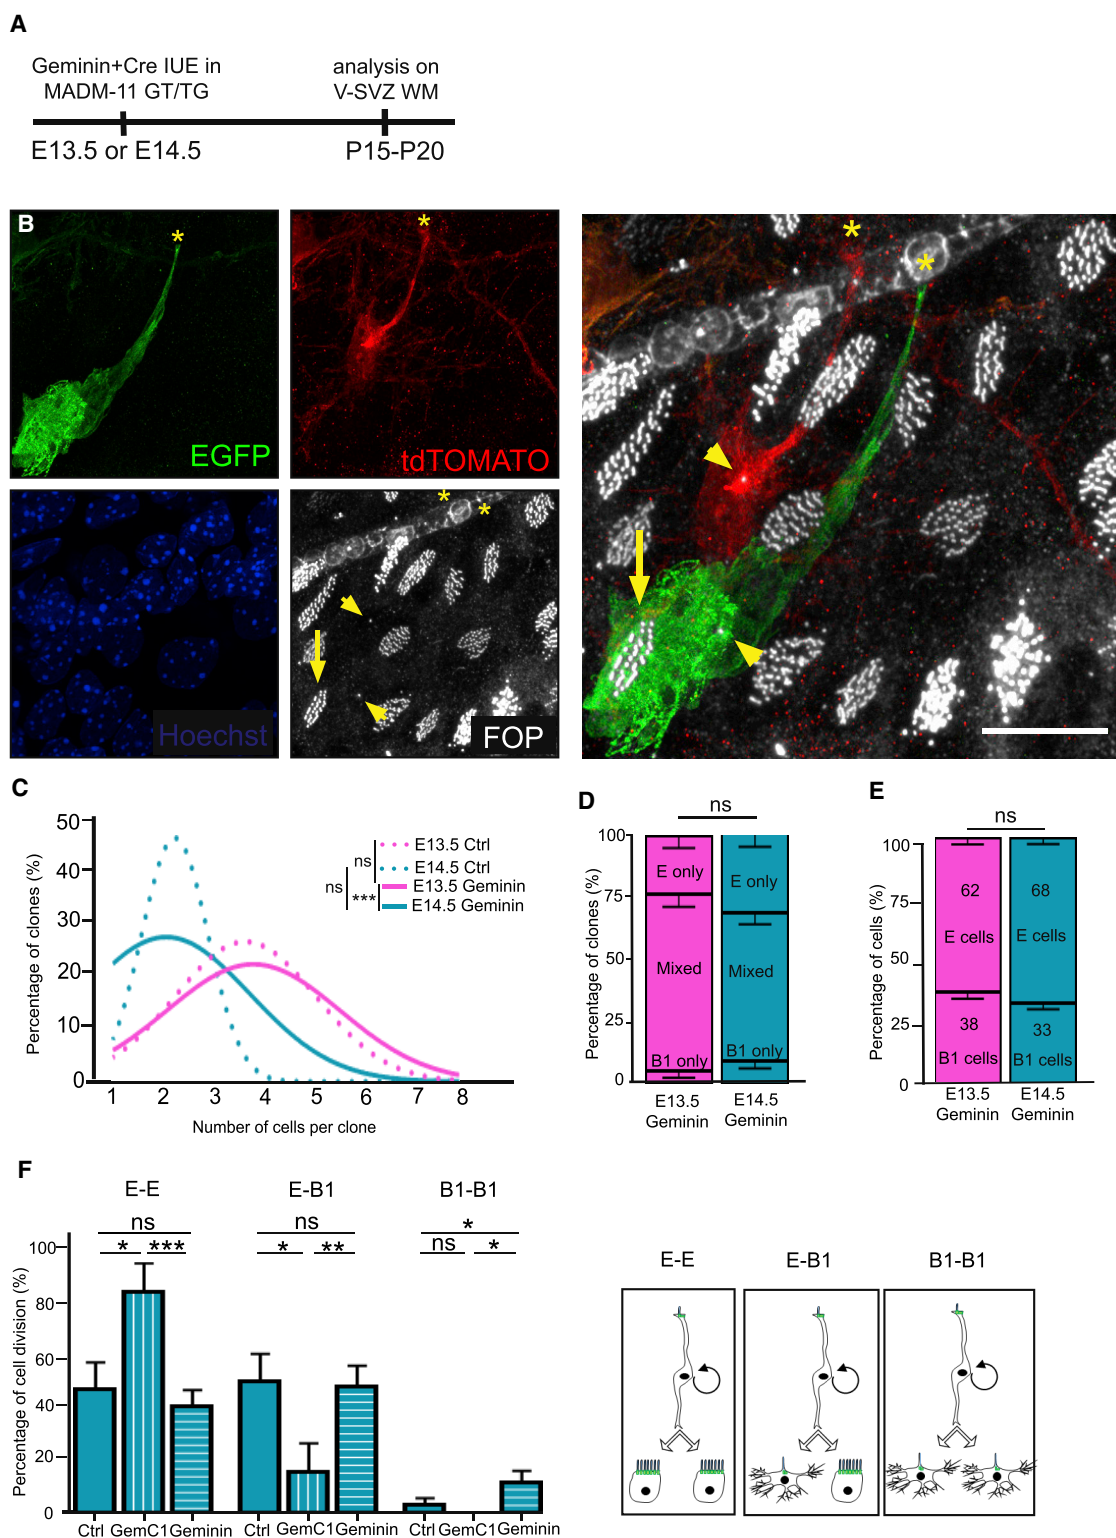 A
Geminin+Cre IUE in
MADM-11 GT/TG
analysis on
V-SVZ WM
E13.5 or E14.5
P15-P20
B
*
EGFP
*
tdTOMATO
Hoechst
*
*
FOP
*
*
C
50
40
30
20
10
0
1 2 3 4 5 6 7 8
Percentage of clones (%)
Number of cells per clone
ns
ns
***
E13.5 Ctrl
E14.5 Ctrl
E13.5 Geminin
E14.5 Geminin
D
ns
100
75
50
25
0
Percentage of clones (%)
E only
E only
Mixed
Mixed
B1 only
B1 only
E13.5
Geminin
E14.5
Geminin
E
ns
100
75
50
25
0
Percentage of cells (%)
62
68
E cells
E cells
38
33
B1 cells
B1 cells
E13.5
Geminin
E14.5
Geminin
F
E-E
E-B1
B1-B1
ns
* ***
ns
* **
*
ns *
100
80
60
40
20
0
Percentage of cell division (%)
Ctrl GemC1 Geminin
Ctrl GemC1 Geminin
Ctrl GemC1 Geminin
E-E
E-B1
B1-B1